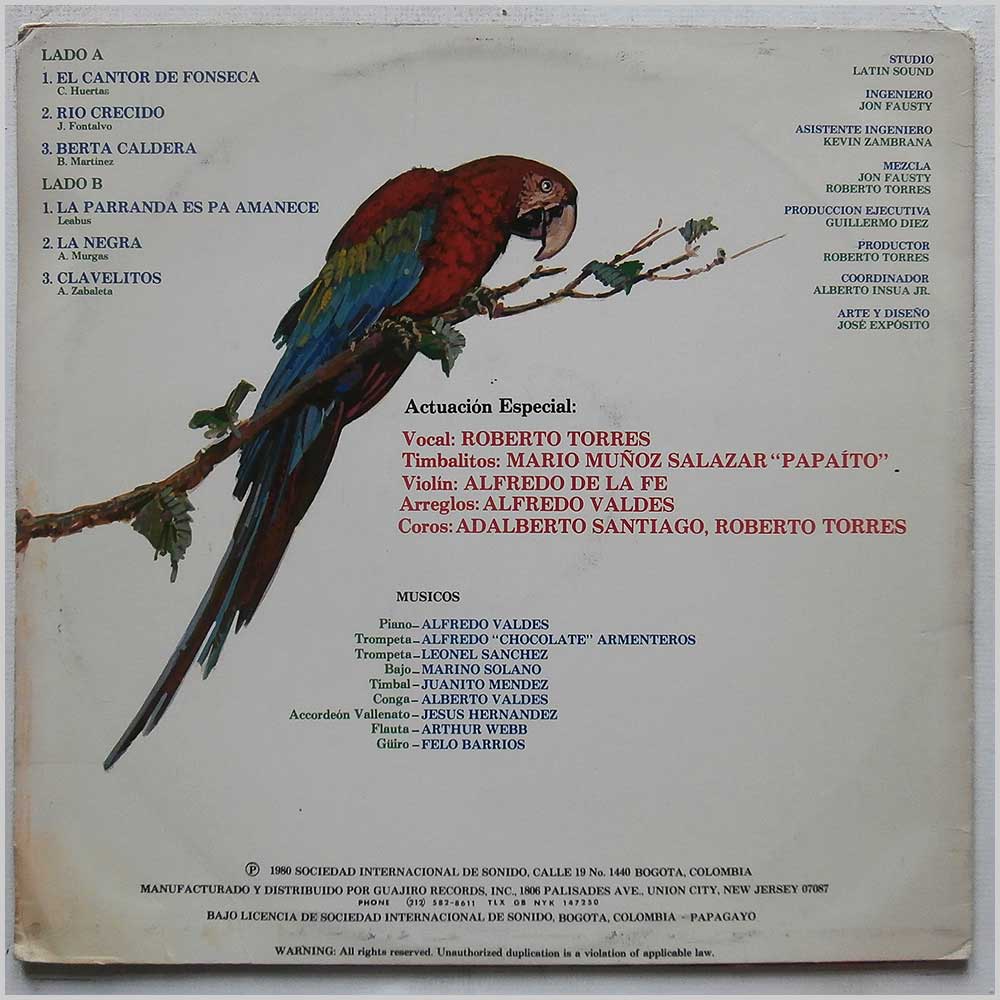 LADO A
1. EL CANTOR DE FONSECA
C. Huertas
2. RIO CRECIDO
J. Fontalvo
3. BERTA CALDERA
B. Martinez
LADO B
1. LA PARRANDA ES PA AMANECE
Leabus
2. LA NEGRA
A. Murgas
3. CLAVELITOS
A. Zabaleta
STUDIO
LATIN SOUND
INGENIERO
JON FAUSTY
ASISTENTE INGENIERO
KEVIN ZAMBRANA
MEZCLA
JON FAUSTY
ROBERTO TORRES
PRODUCCION EJECUTIVA
GUILLERMO DIEZ
PRODUCTOR
ROBERTO TORRES
COORDINADOR
ALBERTO INSUA JR.
ARTE Y DISEÑO
JOSÉ EXPÓSITO
Actuación Especial:
Vocal: ROBERTO TORRES
Timbalitos: MARIO MUÑOZ SALAZAR "PAPAÍTO"
Violín: ALFREDO DE LA FE
Arreglos: ALFREDO VALDES
Coros: ADALBERTO SANTIAGO, ROBERTO TORRES
MUSICOS
Piano – ALFREDO VALDES
Trompeta – ALFREDO "CHOCOLATE" ARMENTEROS
Trompeta – LEONEL SANCHEZ
Bajo – MARINO SOLANO
Timbal – JUANITO MENDEZ
Conga – ALBERTO VALDES
Accordeón Vallenato – JESUS HERNANDEZ
Flauta – ARTHUR WEBB
Güiro – FELO BARRIOS
Ⓟ 1980 SOCIEDAD INTERNACIONAL DE SONIDO, CALLE 19 No. 1440 BOGOTA, COLOMBIA
MANUFACTURADO Y DISTRIBUIDO POR GUAJIRO RECORDS, INC., 1806 PALISADES AVE., UNION CITY, NEW JERSEY 07087
PHONE (212) 582-8611 TLX GB NYK 147250
BAJO LICENCIA DE SOCIEDAD INTERNACIONAL DE SONIDO, BOGOTA, COLOMBIA - PAPAGAYO
WARNING: All rights reserved. Unauthorized duplication is a violation of applicable law.